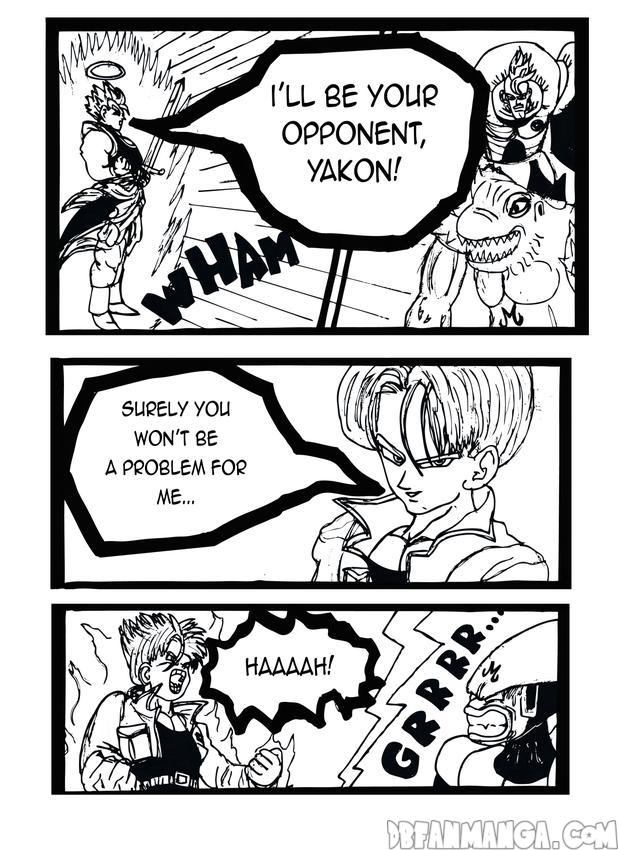 I'LL BE YOUR
OPPONENT,
YAKON!
WHAM
SURELY YOU
WON'T BE
A PROBLEM FOR
ME...
HAAAAH!
GRRRR...
M
M
DBFANMANGA.COM